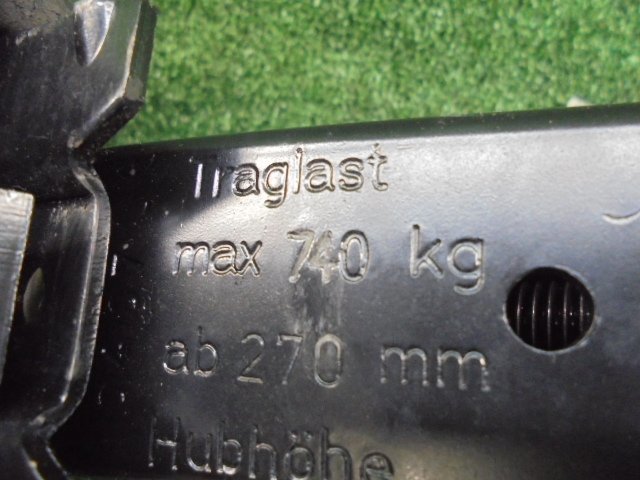 Traglast
max 740 kg
ab 270 mm
Hubhöhe